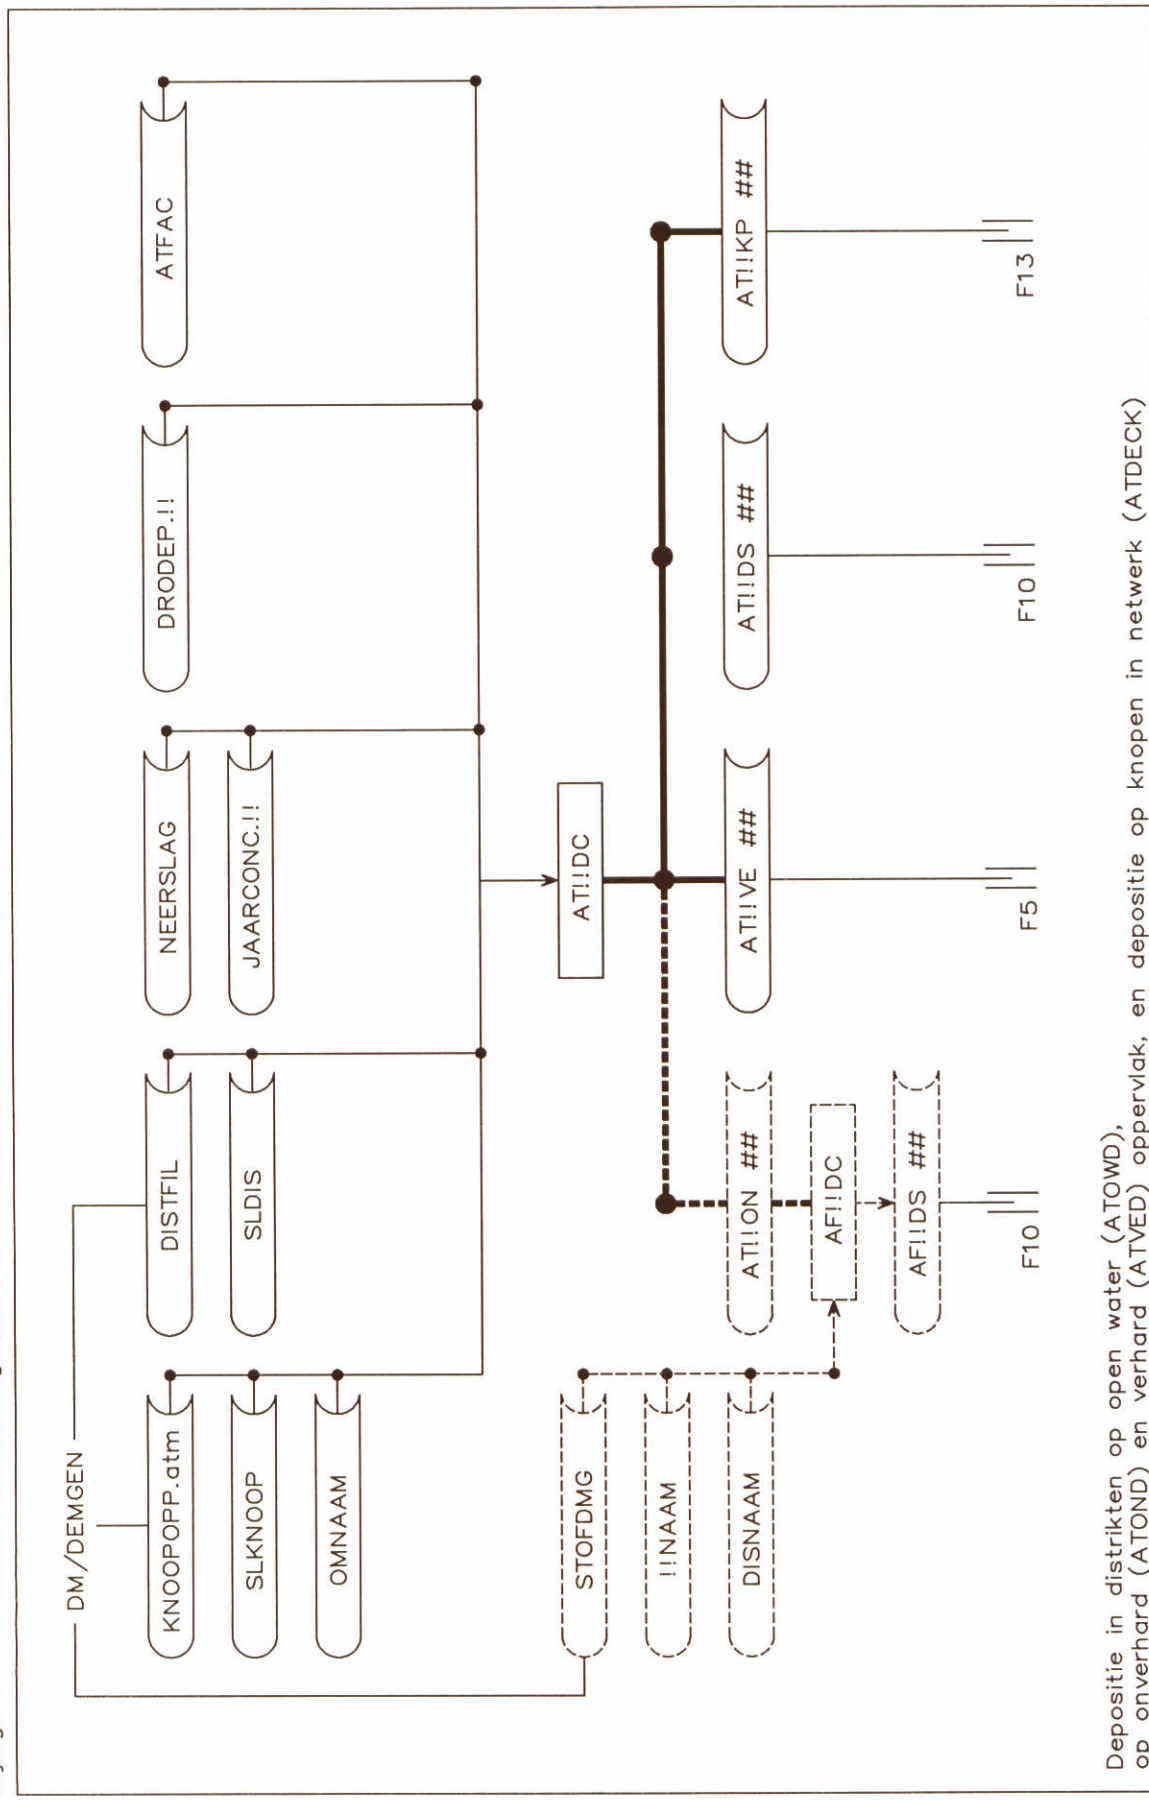 DM/DEMGEN
KNOOPOPP.atm
DISTFIL
NEERSLAG
DRODEP.!!
ATFAC
SLKNOOP
SLDIS
JAARCONC.!!
OMNAAM
AT!!DC
STOFDMG
!!NAAM
DISNAAM
AT!!ON ##
AT!!VE ##
AT!!DS ##
AT!!KP ##
AF!!DC
AF!!DS ##
F10
F5
F10
F13
Depositie in distrikten op open water (ATOWD),
op onverhard (ATOND) en verhard (ATVED) oppervlak, en depositie op knopen in netwerk (ATDECK)